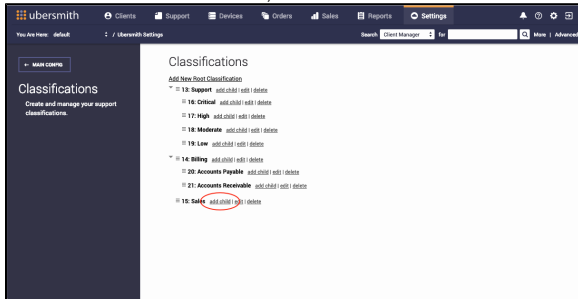 ubersmith Clients Support Devices Orders Sales Reports Settings
You Are Here: default / Ubersmith Settings Search Client Manager for More | Advanced
← MAIN CONFIG
Classifications
Create and manage your support
classifications.
Classifications
Add New Root Classification
13: Support add child | edit | delete
16: Critical add child | edit | delete
17: High add child | edit | delete
18: Moderate add child | edit | delete
19: Low add child | edit | delete
14: Billing add child | edit | delete
20: Accounts Payable add child | edit | delete
21: Accounts Receivable add child | edit | delete
15: Sales add child | edit | delete